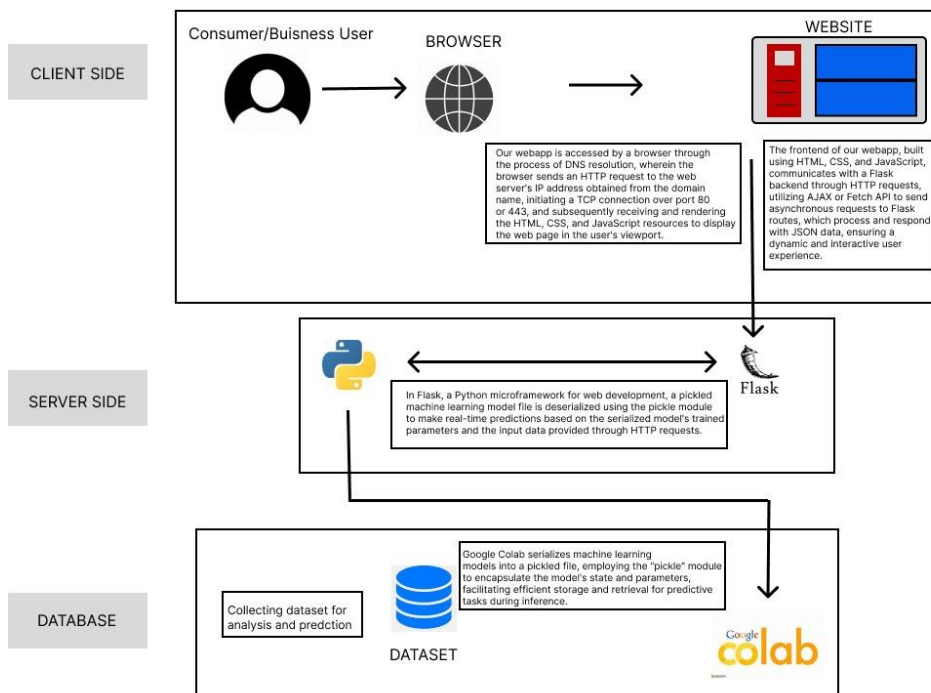 Consumer/Buisness User
BROWSER
WEBSITE
CLIENT SIDE
Our webapp is accessed by a browser through
the process of DNS resolution, wherein the
browser sends an HTTP request to the web
server's IP address obtained from the domain
name, initiating a TCP connection over port 80
or 443, and subsequently receiving and rendering
the HTML, CSS, and JavaScript resources to display
the web page in the user's viewport.
The frontend of our webapp, built
using HTML, CSS, and JavaScript,
communicates with a Flask
backend through HTTP requests,
utilizing AJAX or Fetch API to send
asynchronous requests to Flask
routes, which process and respond
with JSON data, ensuring a
dynamic and interactive user
experience.
SERVER SIDE
Flask
In Flask, a Python microframework for web development, a pickled
machine learning model file is deserialized using the pickle module
to make real-time predictions based on the serialized model's trained
parameters and the input data provided through HTTP requests.
DATABASE
Collecting dataset for
analysis and predction
DATASET
Google Colab serializes machine learning
models into a pickled file, employing the "pickle" module
to encapsulate the model's state and parameters,
facilitating efficient storage and retrieval for predictive
tasks during inference.
Google
colab